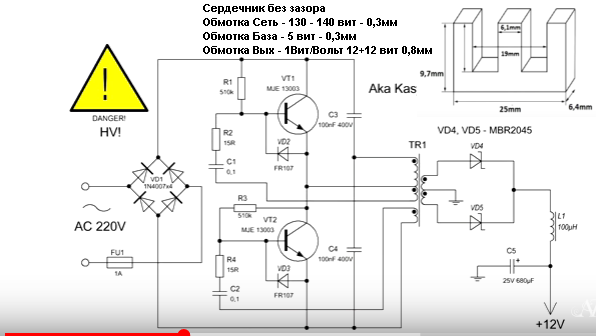 Сердечник без зазора
Обмотка Сеть - 130 - 140 вит - 0,3мм
Обмотка База - 5 вит - 0,3мм
Обмотка Вых - 1Вит/Вольт 12+12 вит 0,8мм
6,1mm
19mm
9,7mm
25mm
6,4mm
DANGER!
HV!
Aka Kas
R1
510k
VT1
MJE 13003
R2
15R
VD2
FR107
C1
0,1
C3
100nF 400V
TR1
VD4, VD5 - MBR2045
VD4
VD5
VD1
1N4007x4
AC 220V
FU1
1A
R3
510k
VT2
MJE 13003
R4
15R
VD3
FR107
C2
0,1
C4
100nF 400V
L1
100µH
C5
25V 680µF
+
+12V